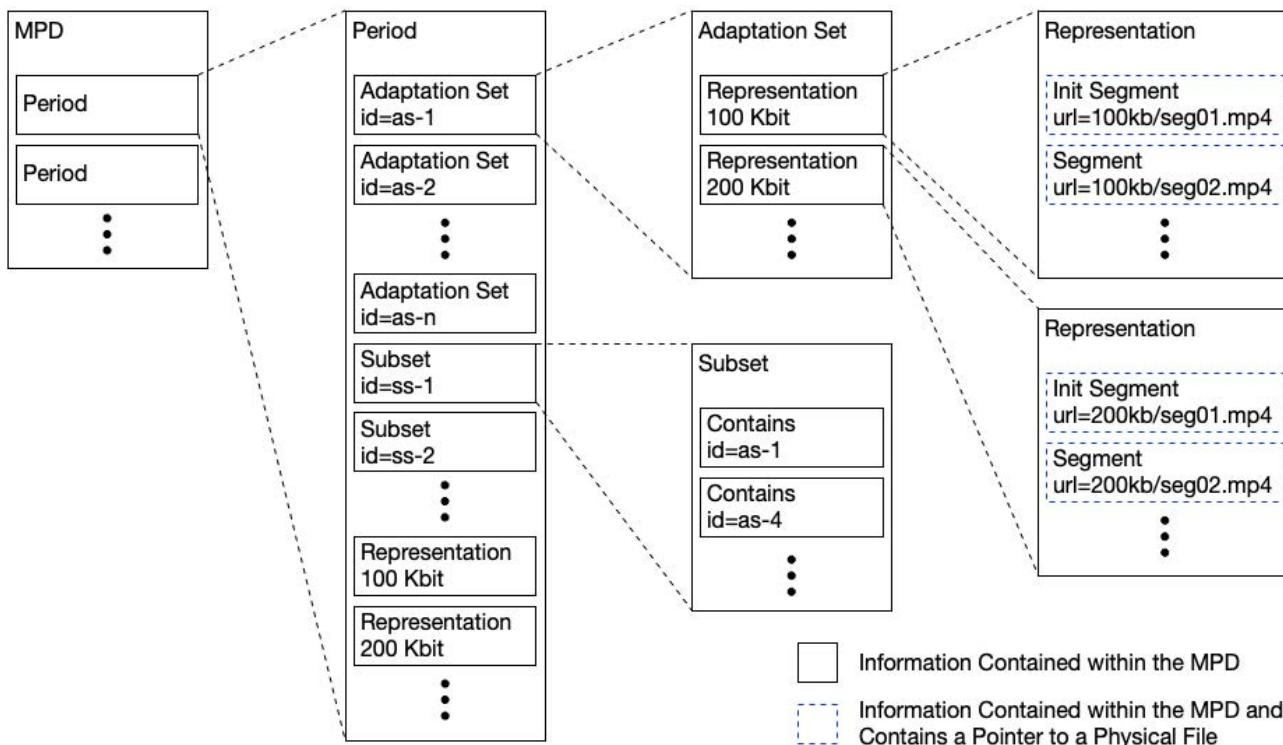 MPD
Period
Period
Period
Adaptation Set
id=as-1
Adaptation Set
id=as-2
Adaptation Set
id=as-n
Subset
id=ss-1
Subset
id=ss-2
Representation
100 Kbit
Representation
200 Kbit
Adaptation Set
Representation
100 Kbit
Representation
200 Kbit
Subset
Contains
id=as-1
Contains
id=as-4
Representation
Init Segment
url=100kb/seg01.mp4
Segment
url=100kb/seg02.mp4
Representation
Init Segment
url=200kb/seg01.mp4
Segment
url=200kb/seg02.mp4
Information Contained within the MPD
Information Contained within the MPD and
Contains a Pointer to a Physical File